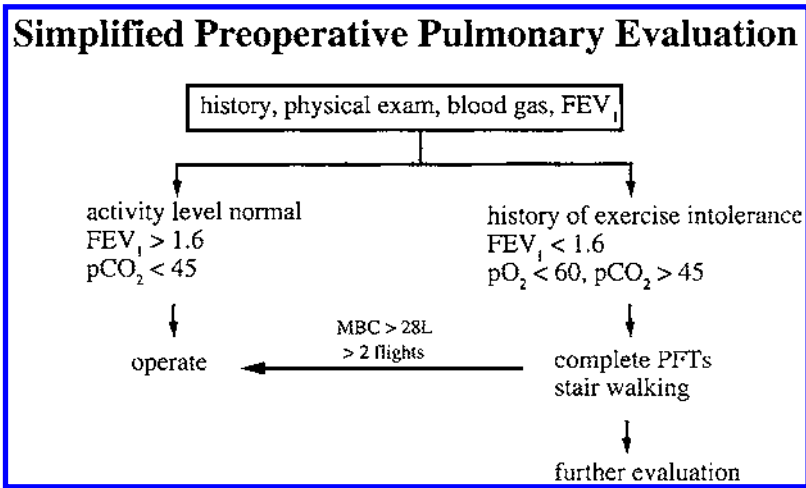 Simplified Preoperative Pulmonary Evaluation
history, physical exam, blood gas, FEV₁
activity level normal
FEV₁ > 1.6
pCO₂ < 45
history of exercise intolerance
FEV₁ < 1.6
pO₂ < 60, pCO₂ > 45
MBC > 28L
> 2 flights
operate
complete PFTs
stair walking
further evaluation